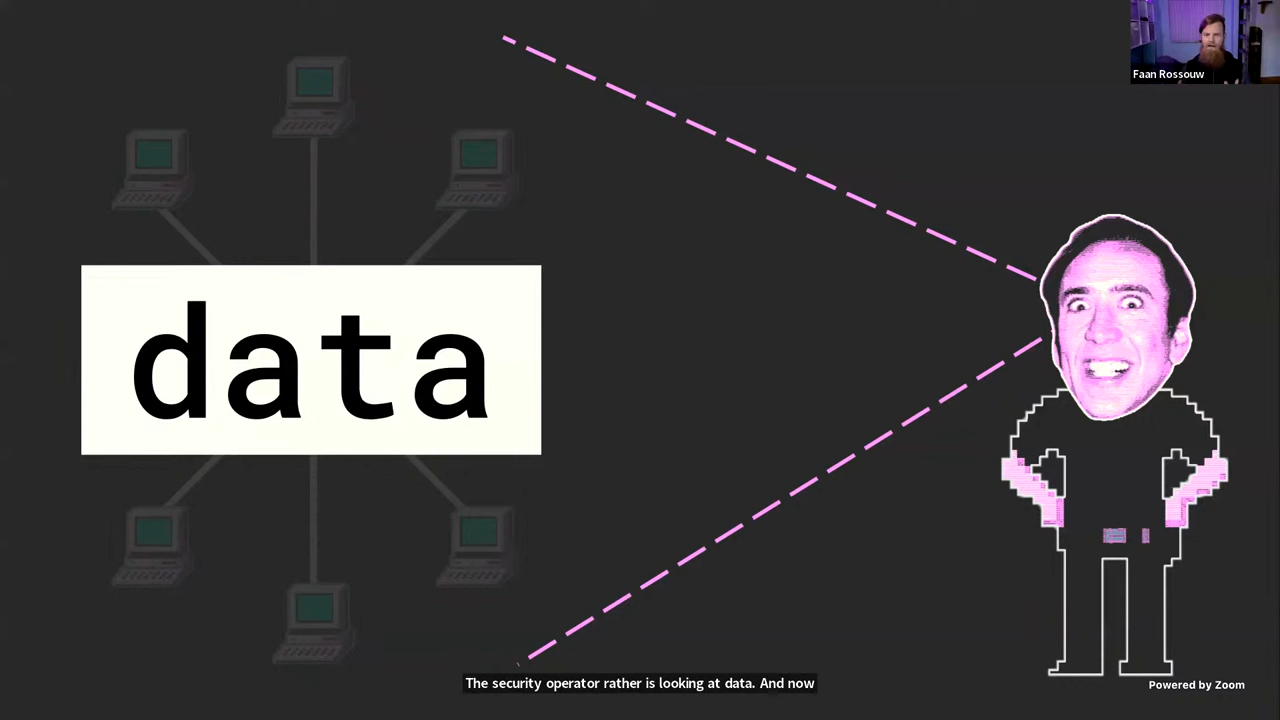 Faan Rossouw
data
The security operator rather is looking at data. And now
Powered by Zoom